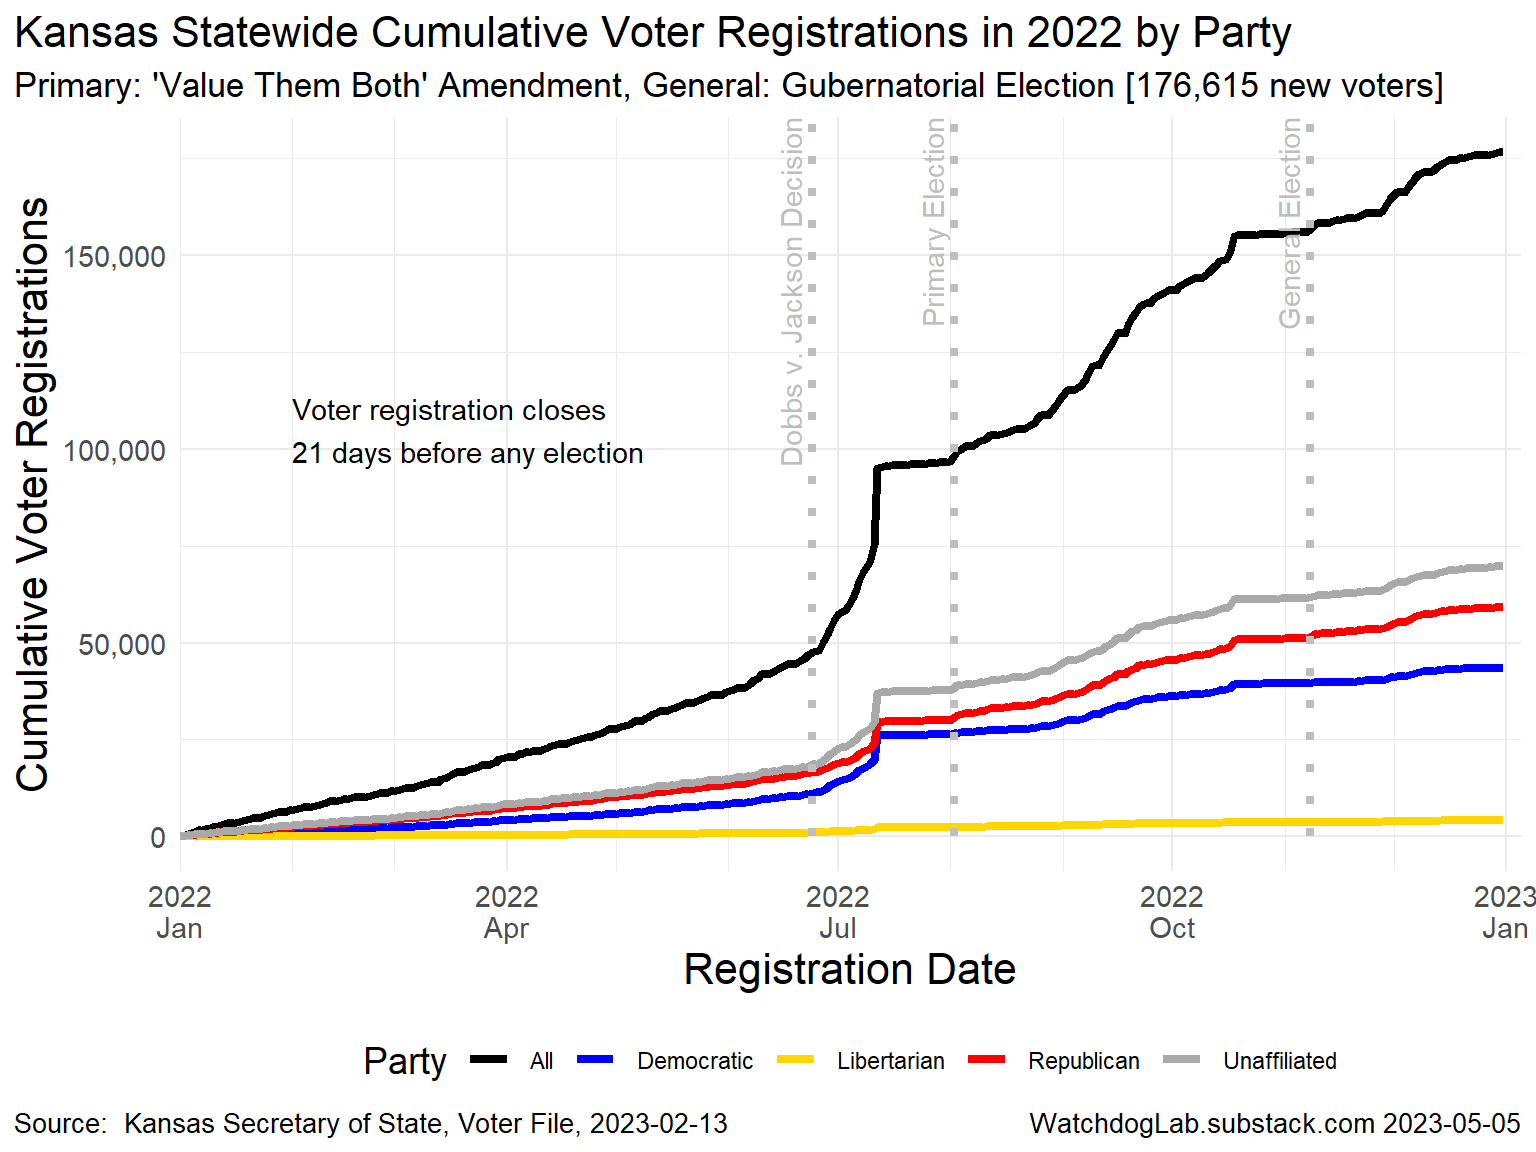 Kansas Statewide Cumulative Voter Registrations in 2022 by Party
Primary: 'Value Them Both' Amendment, General: Gubernatorial Election [176,615 new voters]
Cumulative Voter Registrations
150,000
100,000
50,000
0
Dobbs v. Jackson Decision
Primary Election
General Election
Voter registration closes
21 days before any election
2022
Jan
2022
Apr
2022
Jul
2022
Oct
2023
Jan
Registration Date
Party
All
Democratic
Libertarian
Republican
Unaffiliated
Source:  Kansas Secretary of State, Voter File, 2023-02-13
WatchdogLab.substack.com 2023-05-05